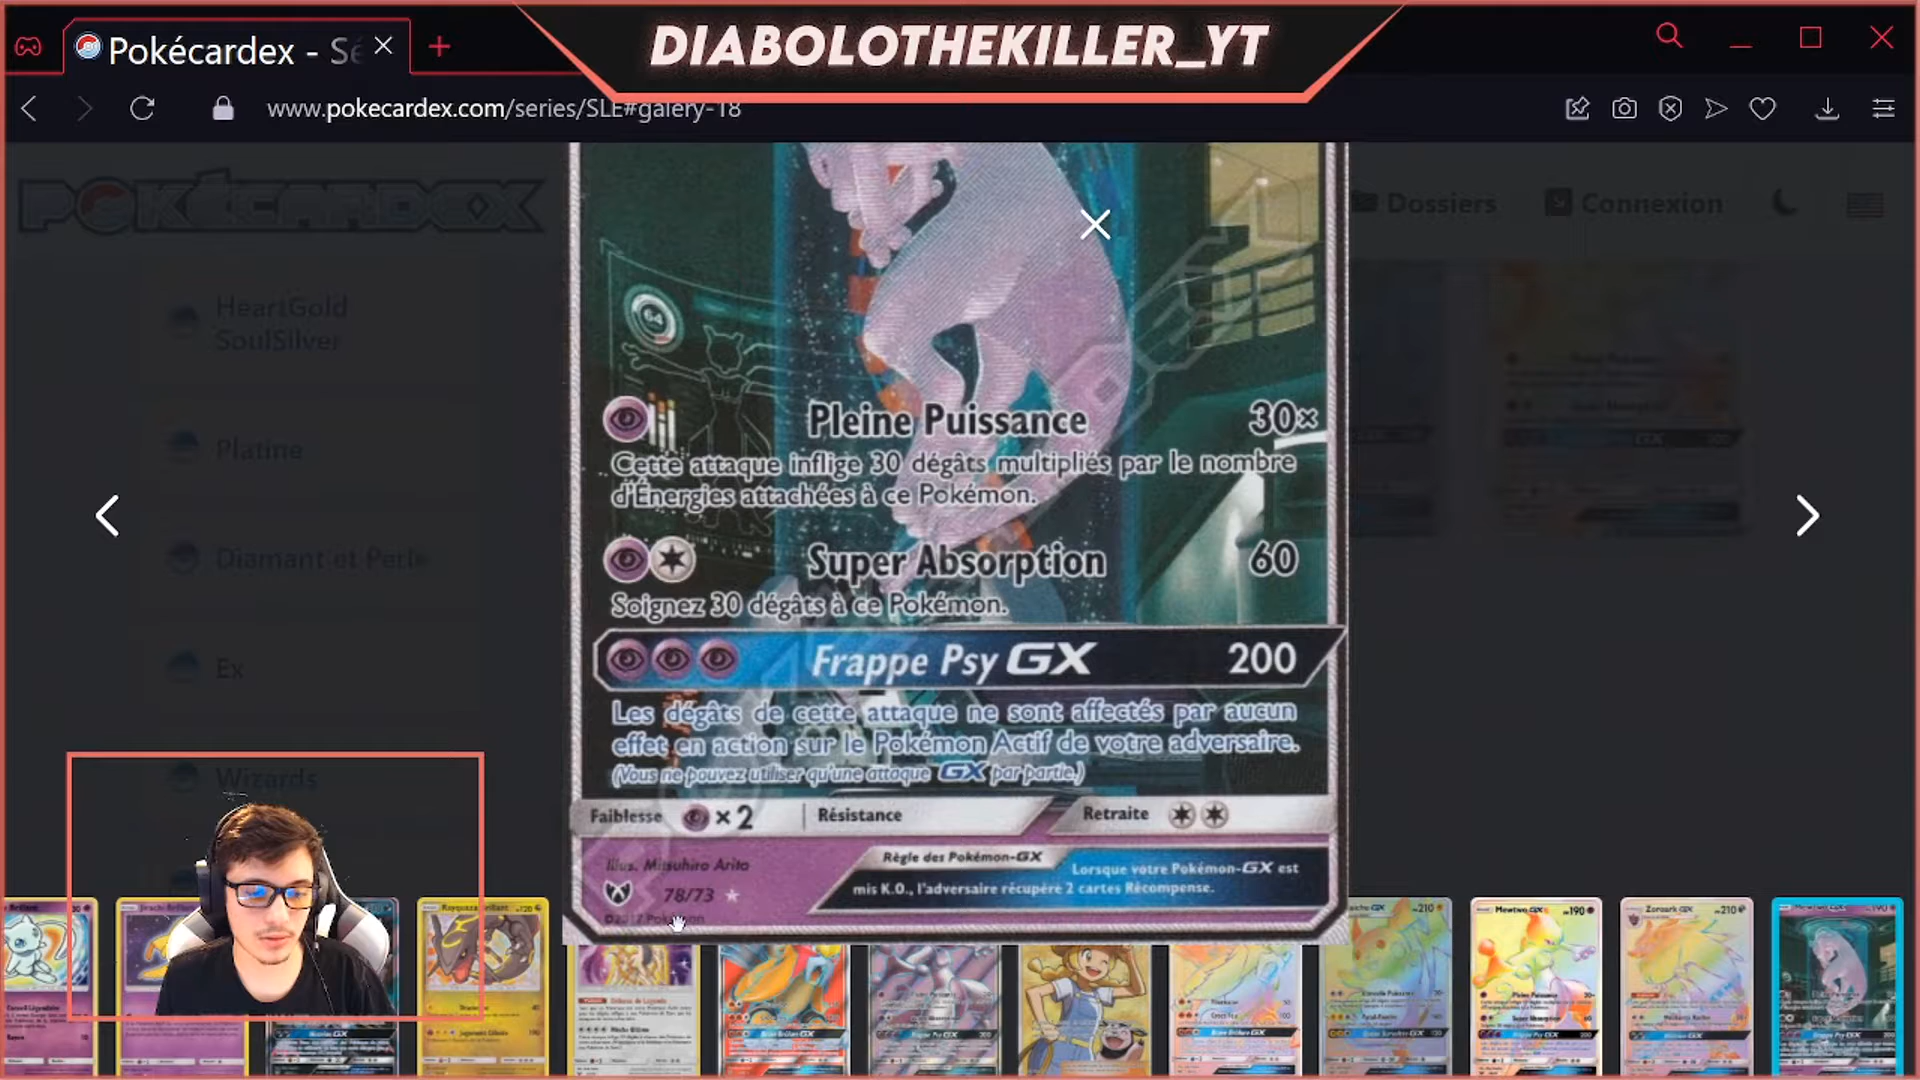 DIABOLOTHEKILLER_YT
Pokécardex - Sé
www.pokecardex.com/series/SLE#galery-18
POKÉCARDEX
Dossiers
Connexion
HeartGold
SoulSilver
Platine
Diamant et Perle
Ex
Wizards
64
Pleine Puissance 30×
Cette attaque inflige 30 dégâts multipliés par le nombre
d'Énergies attachées à ce Pokémon.
Super Absorption 60
Soignez 30 dégâts à ce Pokémon.
Frappe Psy GX 200
Les dégâts de cette attaque ne sont affectés par aucun
effet en action sur le Pokémon Actif de votre adversaire.
(Vous ne pouvez utiliser qu'une attaque GX par partie.)
Faiblesse ×2 Résistance Retraite
Illus. Mitsuhiro Arita
Règle des Pokémon-GX
Lorsque votre Pokémon-GX est
mis K.O., l'adversaire récupère 2 cartes Récompense.
78/73
©2017 Pokémon